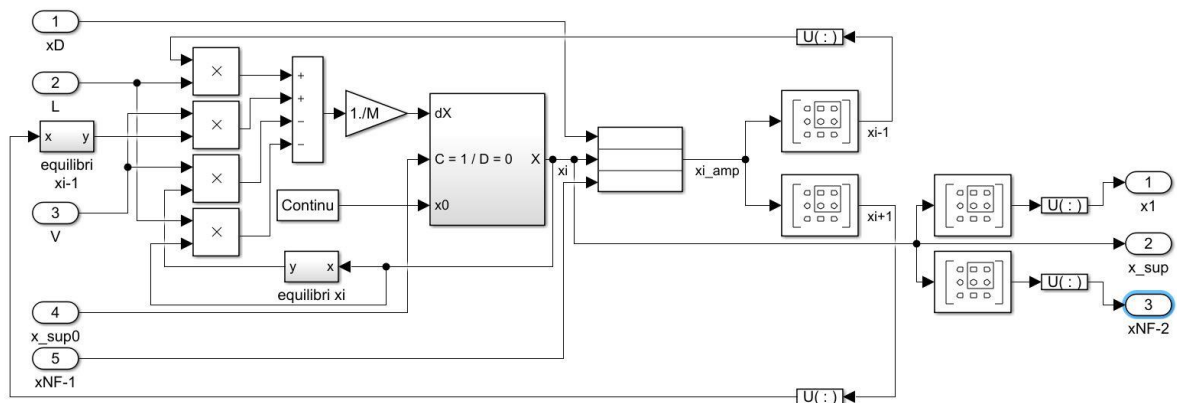 1
xD
2
L
x y
equilibri
xi-1
3
V
4
x_sup0
5
xNF-1
×
×
×
×
+
+
−
−
1./M
Continu
y x
equilibri xi
dX
C = 1 / D = 0
X
x0
xi
xi_amp
U( : )
xi-1
xi+1
U( : )
U( : )
U( : )
1
x1
2
x_sup
3
xNF-2